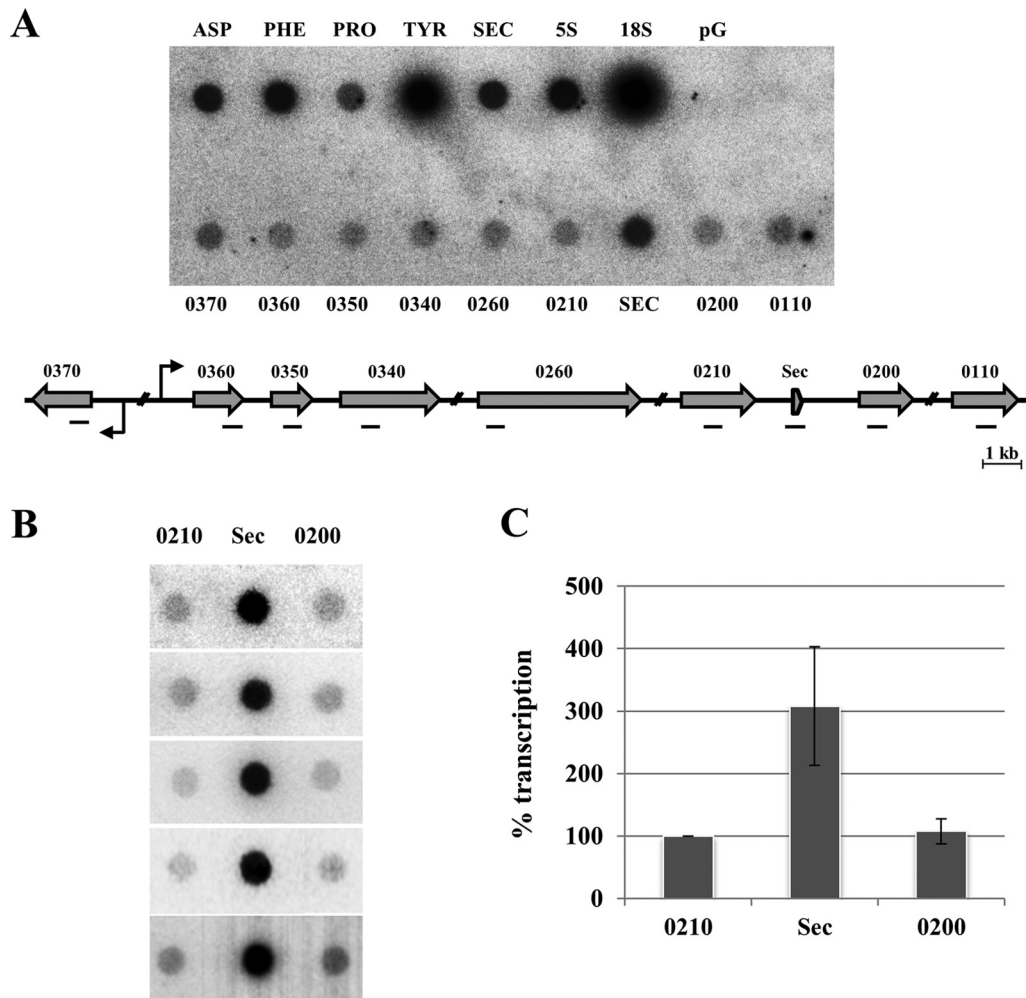 A
ASP PHE PRO TYR SEC 5S 18S pG
0370 0360 0350 0340 0260 0210 SEC 0200 0110
0370 0360 0350 0340 0260 0210 Sec 0200 0110
1 kb
B
0210 Sec 0200
C
% transcription
500
400
300
200
100
0
0210 Sec 0200